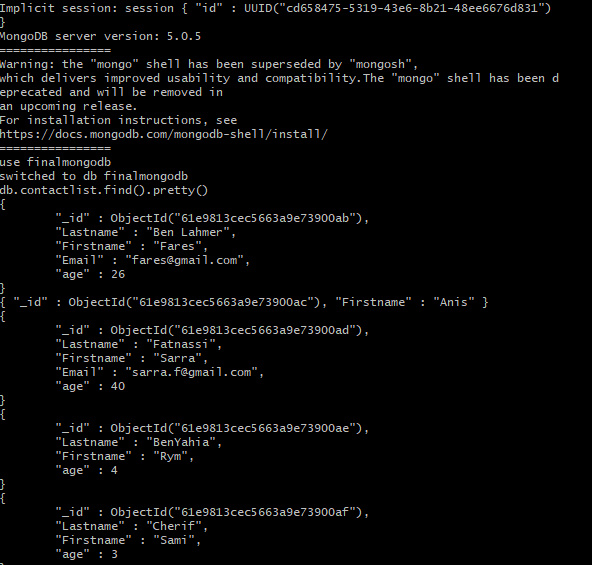 Implicit session: session { "id" : UUID("cd658475-5319-43e6-8b21-48ee6676d831")
}
MongoDB server version: 5.0.5
================
Warning: the "mongo" shell has been superseded by "mongosh",
which delivers improved usability and compatibility.The "mongo" shell has been d
eprecated and will be removed in
an upcoming release.
For installation instructions, see
https://docs.mongodb.com/mongodb-shell/install/
================
use finalmongodb
switched to db finalmongodb
db.contactlist.find().pretty()
{
        "_id" : ObjectId("61e9813cec5663a9e73900ab"),
        "Lastname" : "Ben Lahmer",
        "Firstname" : "Fares",
        "Email" : "fares@gmail.com",
        "age" : 26
}
{ "_id" : ObjectId("61e9813cec5663a9e73900ac"), "Firstname" : "Anis" }
{
        "_id" : ObjectId("61e9813cec5663a9e73900ad"),
        "Lastname" : "Fatnassi",
        "Firstname" : "Sarra",
        "Email" : "sarra.f@gmail.com",
        "age" : 40
}
{
        "_id" : ObjectId("61e9813cec5663a9e73900ae"),
        "Lastname" : "BenYahia",
        "Firstname" : "Rym",
        "age" : 4
}
{
        "_id" : ObjectId("61e9813cec5663a9e73900af"),
        "Lastname" : "Cherif",
        "Firstname" : "Sami",
        "age" : 3
}